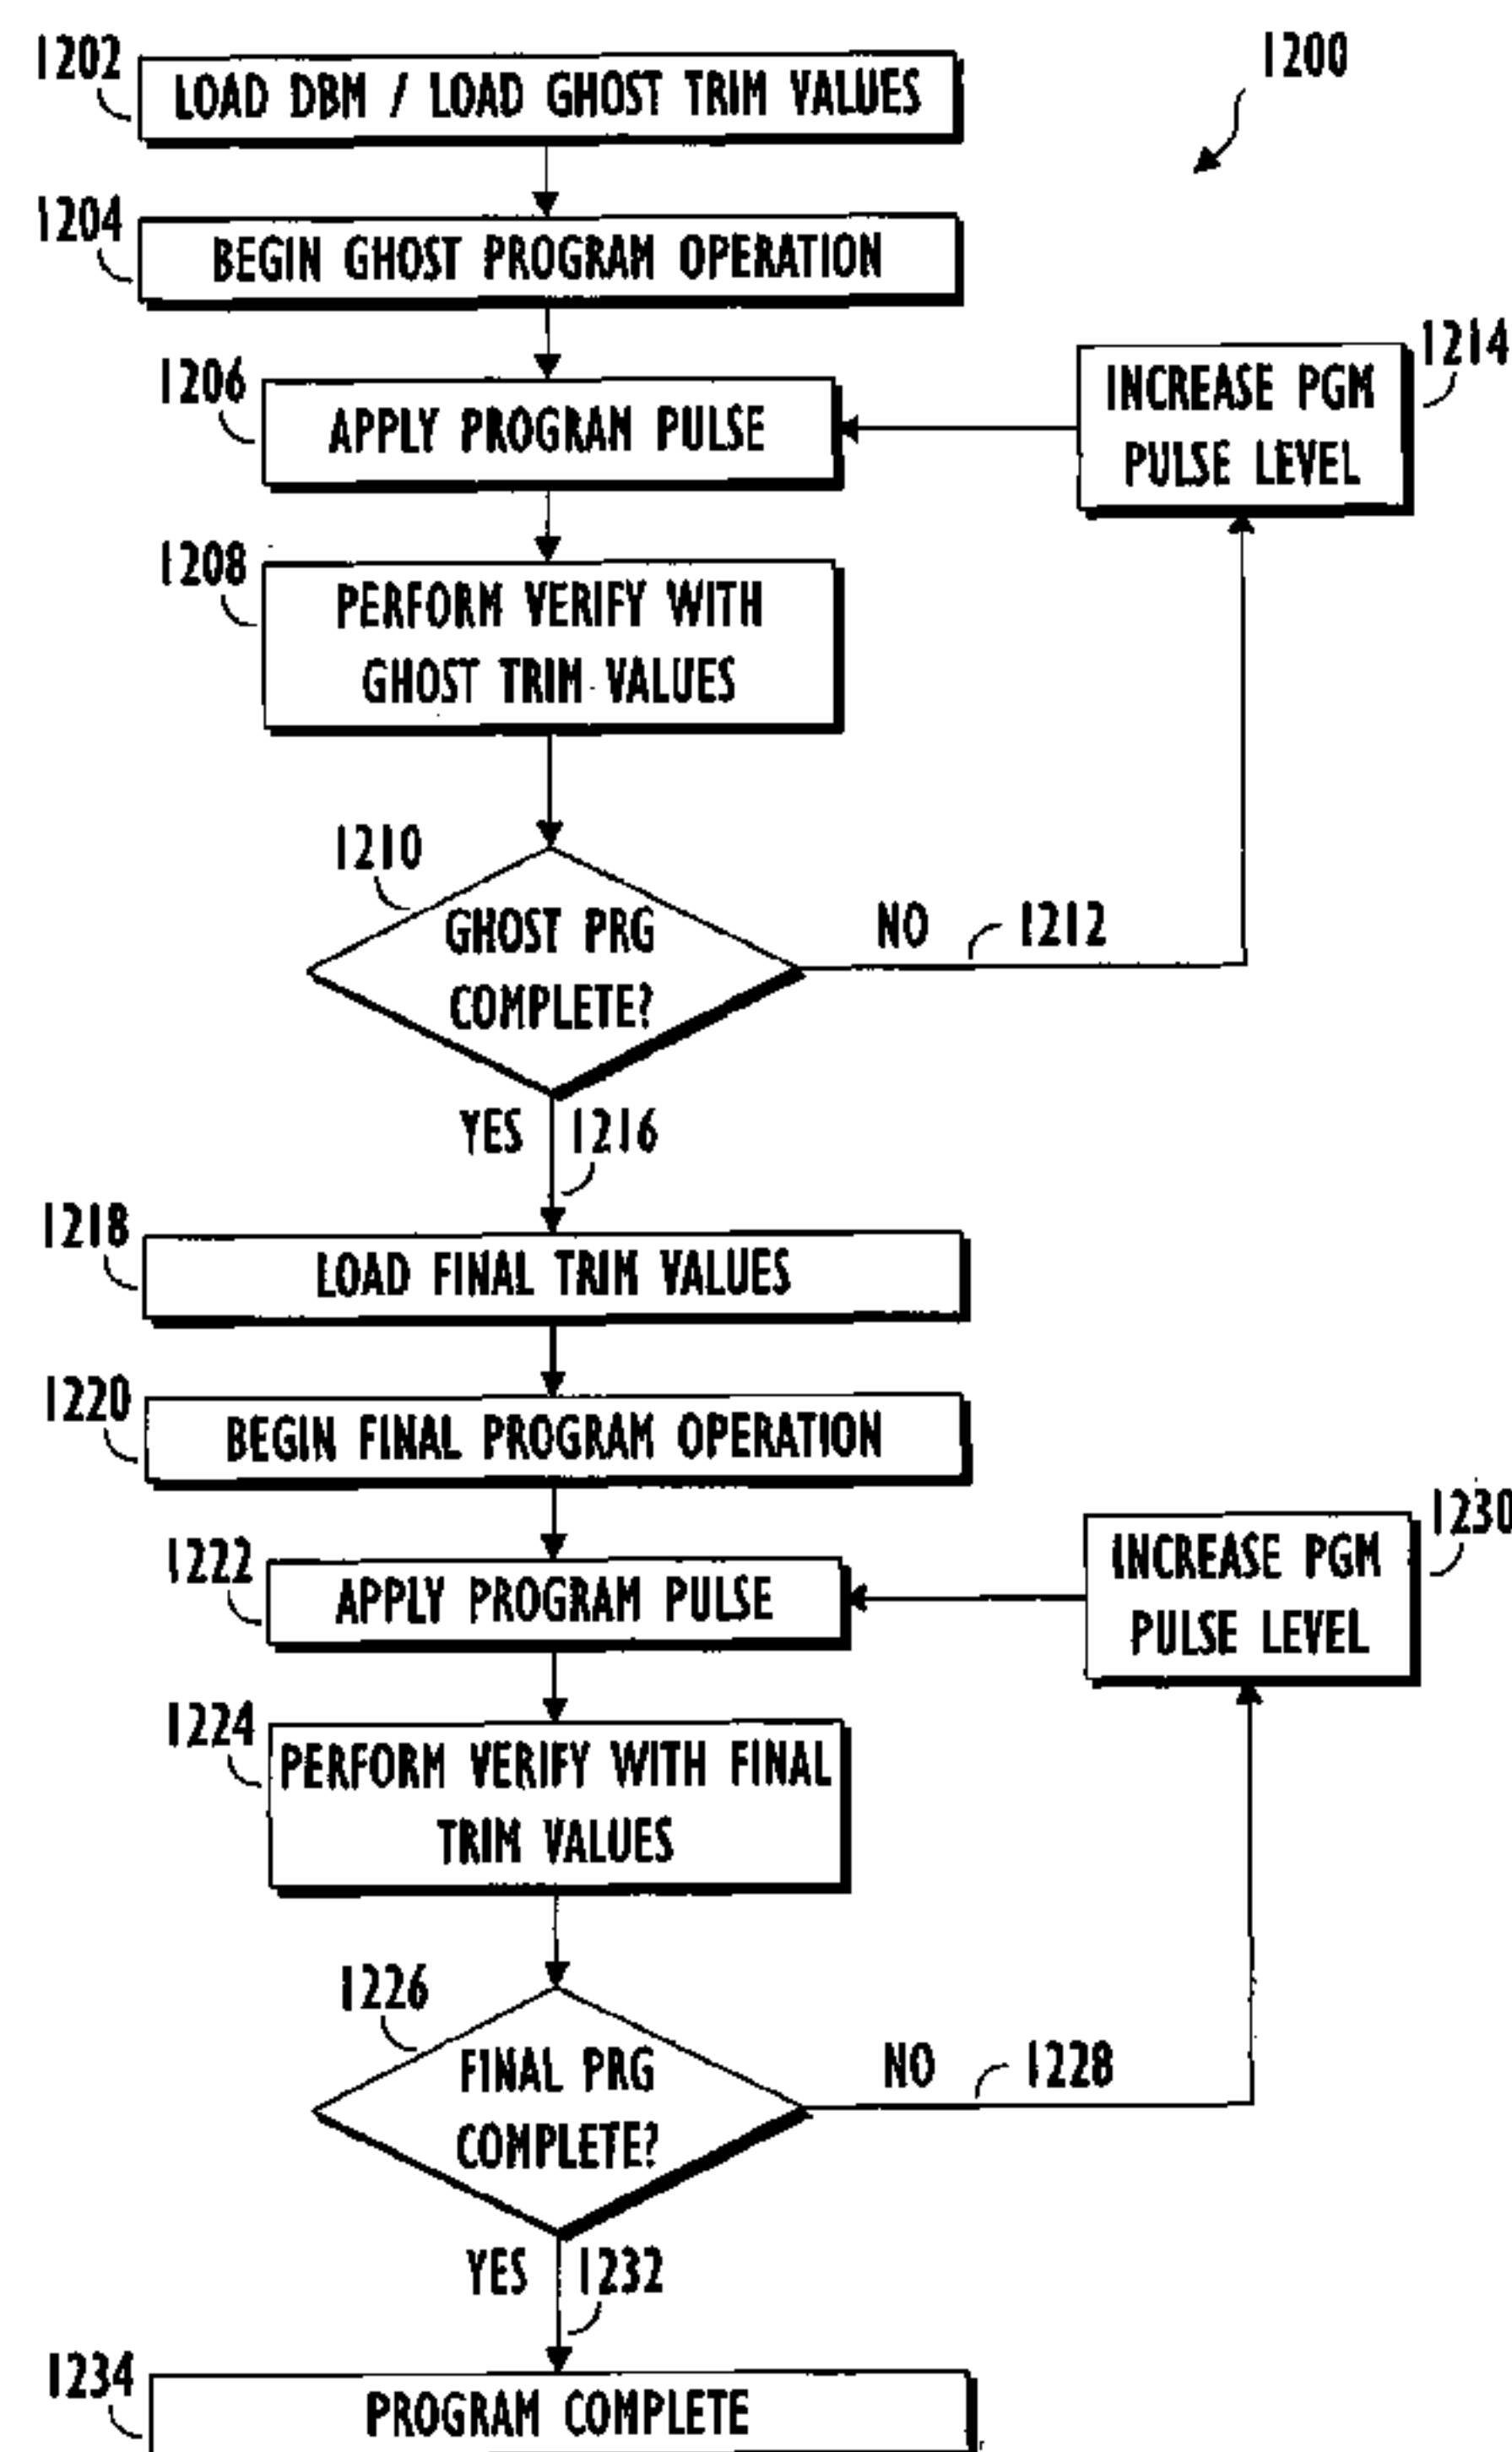 1202
LOAD DBM / LOAD GHOST TRIM VALUES
1200
1204
BEGIN GHOST PROGRAM OPERATION
1206
APPLY PROGRAM PULSE
1214
INCREASE PGM
PULSE LEVEL
1208
PERFORM VERIFY WITH
GHOST TRIM VALUES
1210
GHOST PRG
COMPLETE?
NO
1212
YES
1216
1218
LOAD FINAL TRIM VALUES
1220
BEGIN FINAL PROGRAM OPERATION
1222
APPLY PROGRAM PULSE
1230
INCREASE PGM
PULSE LEVEL
1224
PERFORM VERIFY WITH FINAL
TRIM VALUES
1226
FINAL PRG
COMPLETE?
NO
1228
YES
1232
1234
PROGRAM COMPLETE